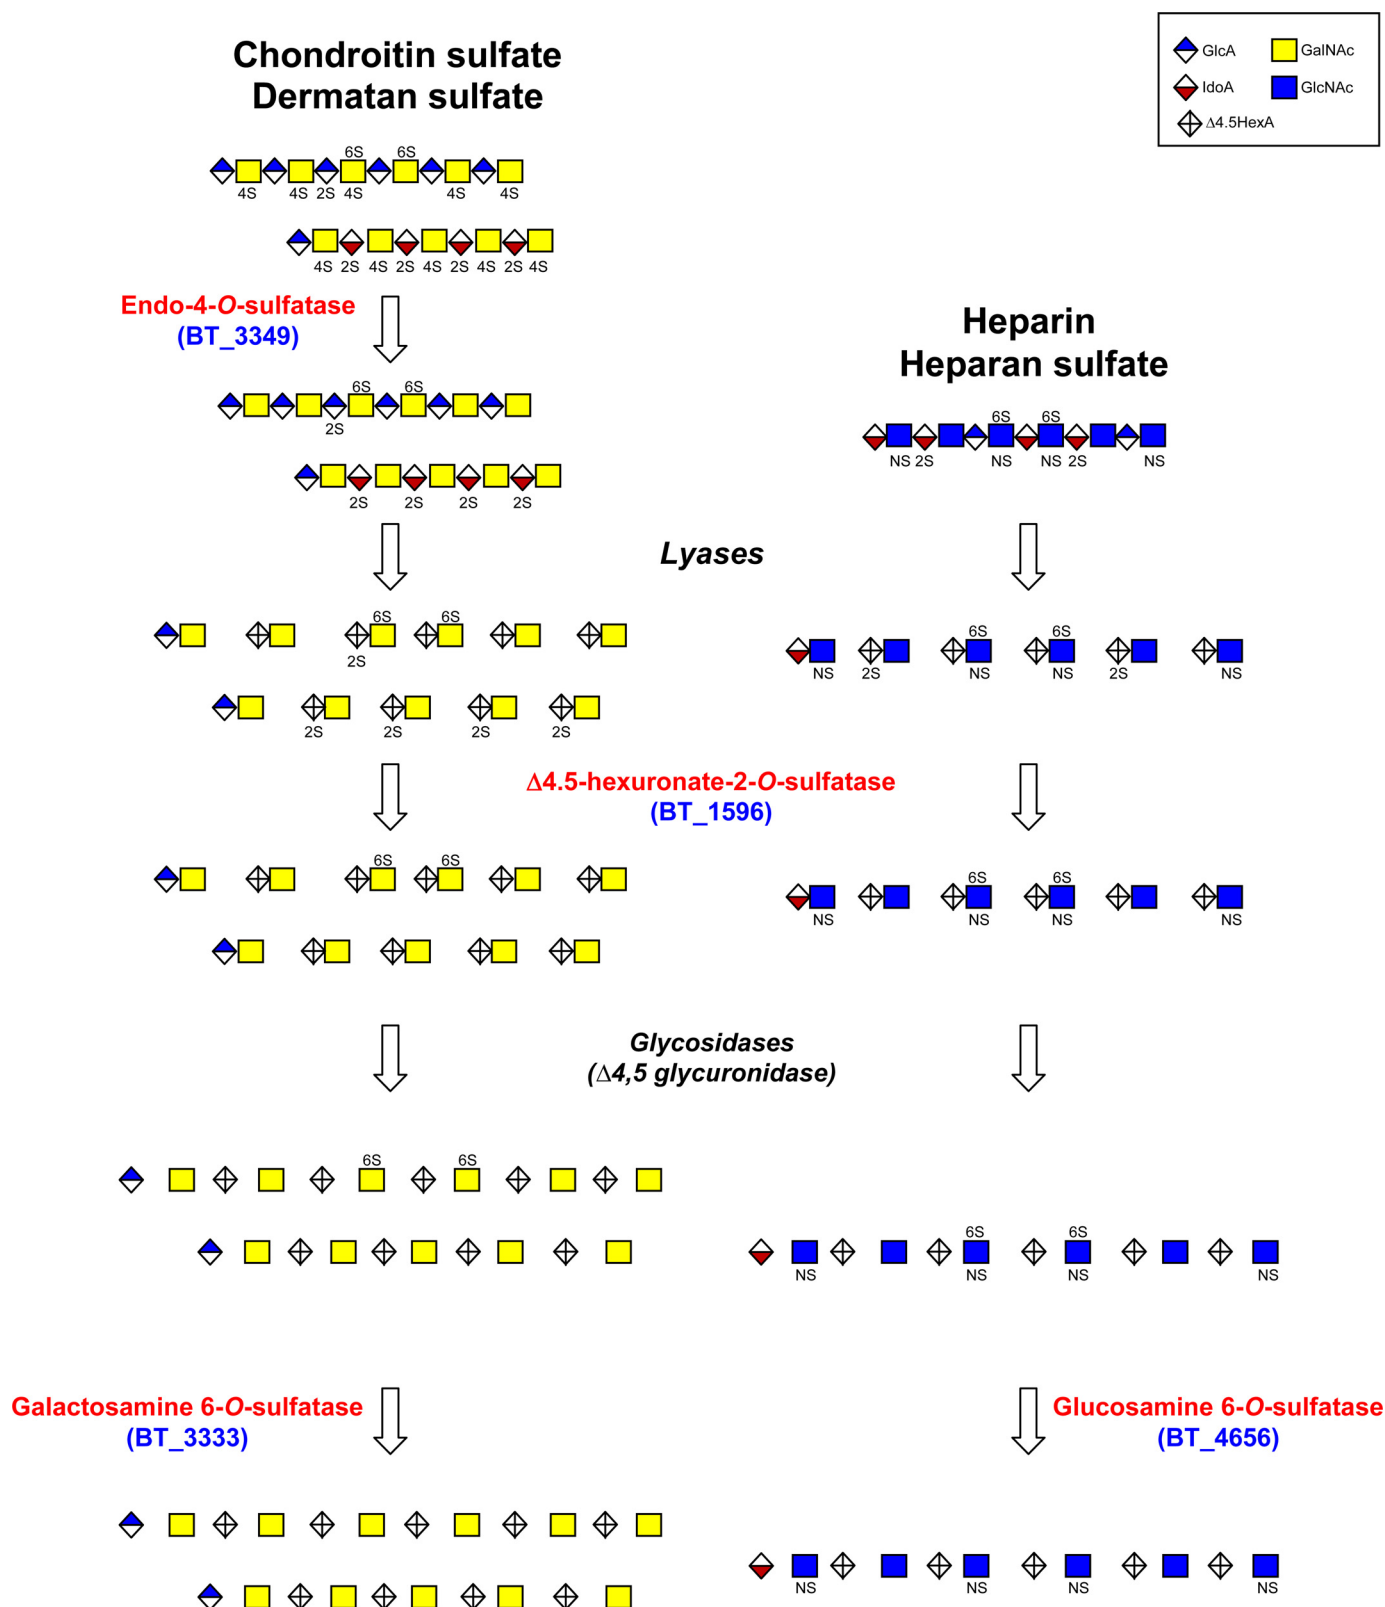 Chondroitin sulfate
Dermatan sulfate
GlcA GalNAc
IdoA GlcNAc
Δ4.5HexA
6S 6S
4S 4S 2S 4S 4S 4S
4S 2S 4S 2S 4S 2S 4S 2S 4S
Endo-4-O-sulfatase
(BT_3349)
Heparin
Heparan sulfate
6S 6S
2S
2S 2S 2S 2S
6S 6S
NS 2S NS NS 2S NS
Lyases
6S 6S
2S
2S 2S 2S 2S
6S 6S
NS 2S NS NS 2S NS
Δ4.5-hexuronate-2-O-sulfatase
(BT_1596)
6S 6S
6S 6S
NS NS NS NS
Glycosidases
(Δ4,5 glycuronidase)
6S 6S
6S 6S
NS NS NS NS
Galactosamine 6-O-sulfatase
(BT_3333)
Glucosamine 6-O-sulfatase
(BT_4656)
NS NS NS NS